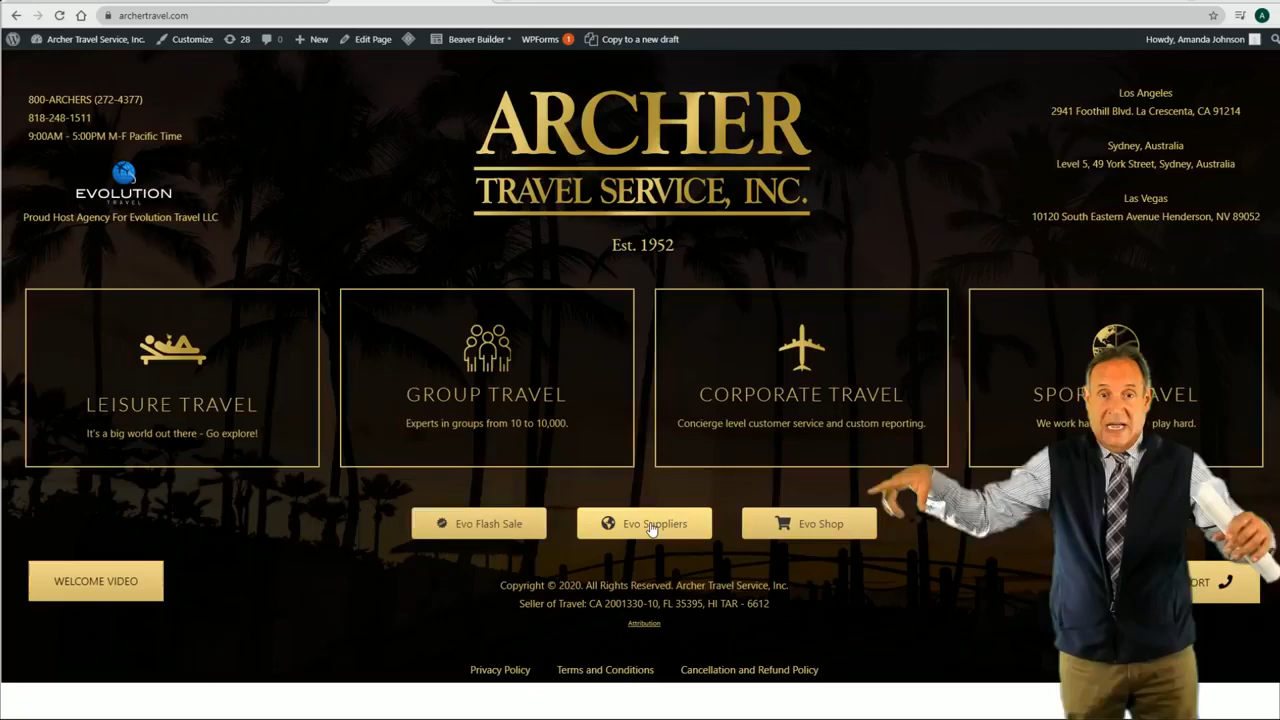 archertravel.com
Archer Travel Service, Inc. Customize 28 0 New Edit Page Beaver Builder WPForms 1 Copy to a new draft Howdy, Amanda Johnson
A
800-ARCHERS (272-4377)
818-248-1511
9:00AM - 5:00PM M-F Pacific Time
EVOLUTION
TRAVEL
Proud Host Agency For Evolution Travel LLC
ARCHER
TRAVEL SERVICE, INC.
Est. 1952
Los Angeles
2941 Foothill Blvd. La Crescenta, CA 91214
Sydney, Australia
Level 5, 49 York Street, Sydney, Australia
Las Vegas
10120 South Eastern Avenue Henderson, NV 89052
LEISURE TRAVEL
It's a big world out there - Go explore!
GROUP TRAVEL
Experts in groups from 10 to 10,000.
CORPORATE TRAVEL
Concierge level customer service and custom reporting.
We work play hard.
Evo Flash Sale
Evo Suppliers
Evo Shop
WELCOME VIDEO
Copyright © 2020. All Rights Reserved. Archer Travel Service, Inc.
Seller of Travel: CA 2001330-10, FL 35395, HI TAR - 6612
Attribution
Privacy Policy Terms and Conditions Cancellation and Refund Policy